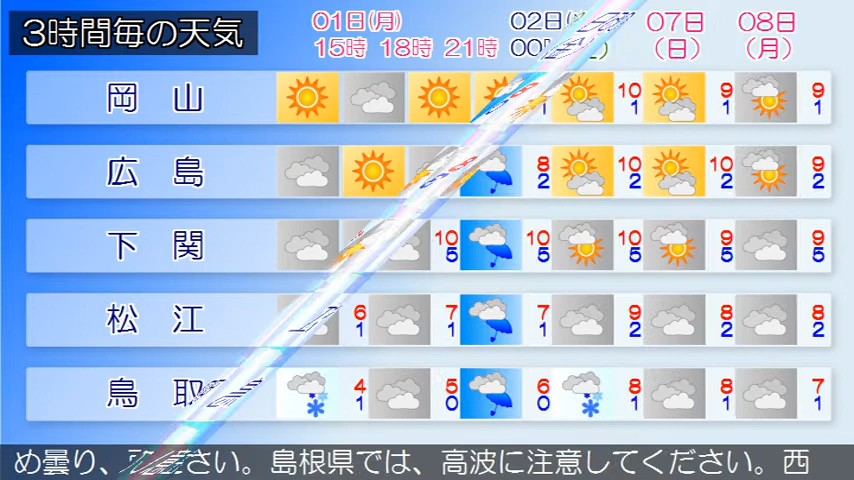 3時間毎の天気
01日(月) 02日 07日 08日
15時 18時 21時 00 (日) (月)
岡 山 1 10 1 9 1 9 1
広 島 8 2 10 2 10 2 9 2
下 関 10 5 10 5 10 5 9 5 9 5
松 江 6 1 7 1 7 1 9 2 8 2 8 2
鳥 取 4 1 5 0 6 0 8 1 8 1 7 1
め曇り、 さい。島根県では、高波に注意してください。西